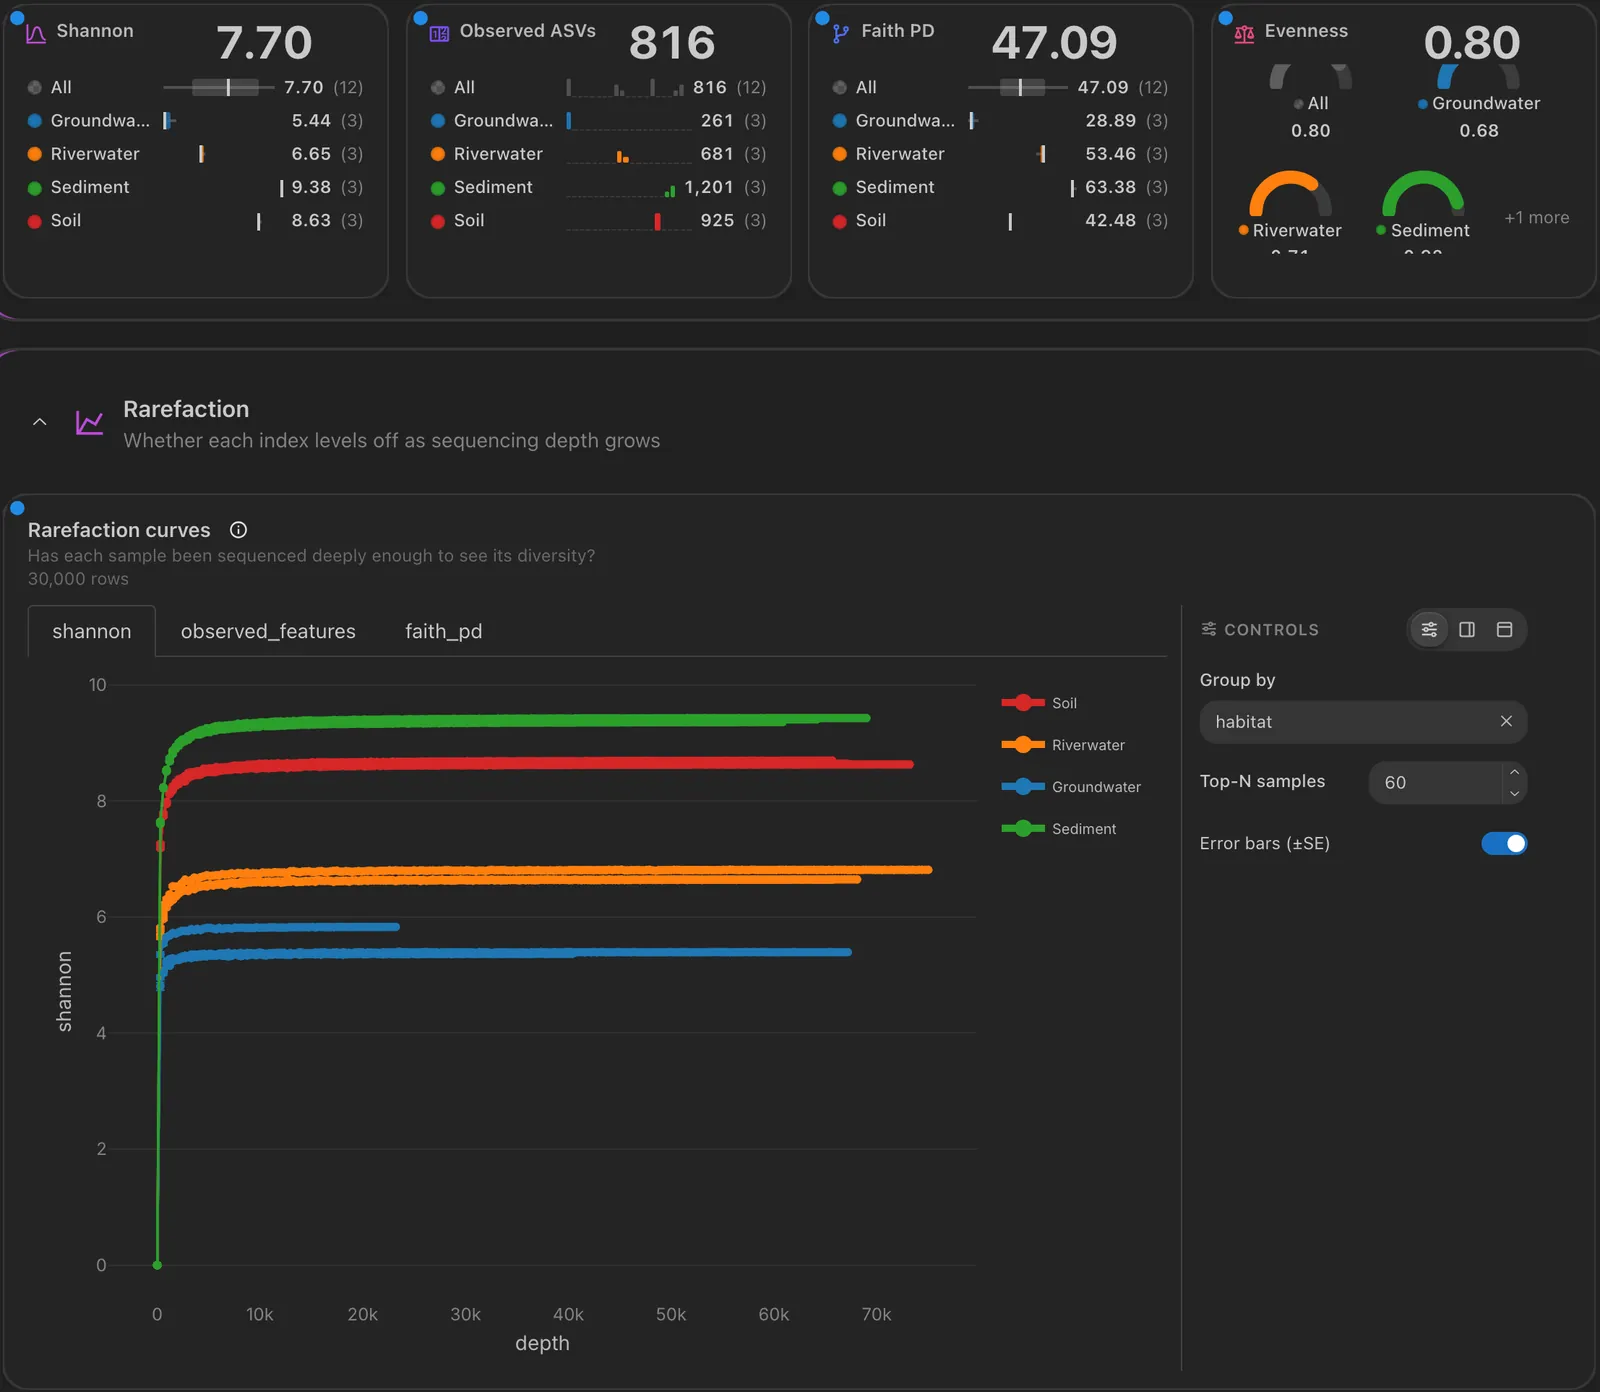 Shannon
7.70
All 7.70 (12)
Groundwa... 5.44 (3)
Riverwater 6.65 (3)
Sediment 9.38 (3)
Soil 8.63 (3)
Observed ASVs
816
All 816 (12)
Groundwa... 261 (3)
Riverwater 681 (3)
Sediment 1,201 (3)
Soil 925 (3)
Faith PD
47.09
All 47.09 (12)
Groundwa... 28.89 (3)
Riverwater 53.46 (3)
Sediment 63.38 (3)
Soil 42.48 (3)
Evenness
0.80
All
0.80
Groundwater
0.68
Riverwater
Sediment
+1 more
Rarefaction
Whether each index levels off as sequencing depth grows
Rarefaction curves
Has each sample been sequenced deeply enough to see its diversity?
30,000 rows
shannon observed_features faith_pd
10
8
6
4
2
0
shannon
0 10k 20k 30k 40k 50k 60k 70k
depth
Soil
Riverwater
Groundwater
Sediment
CONTROLS
Group by
habitat
Top-N samples 60
Error bars (±SE)